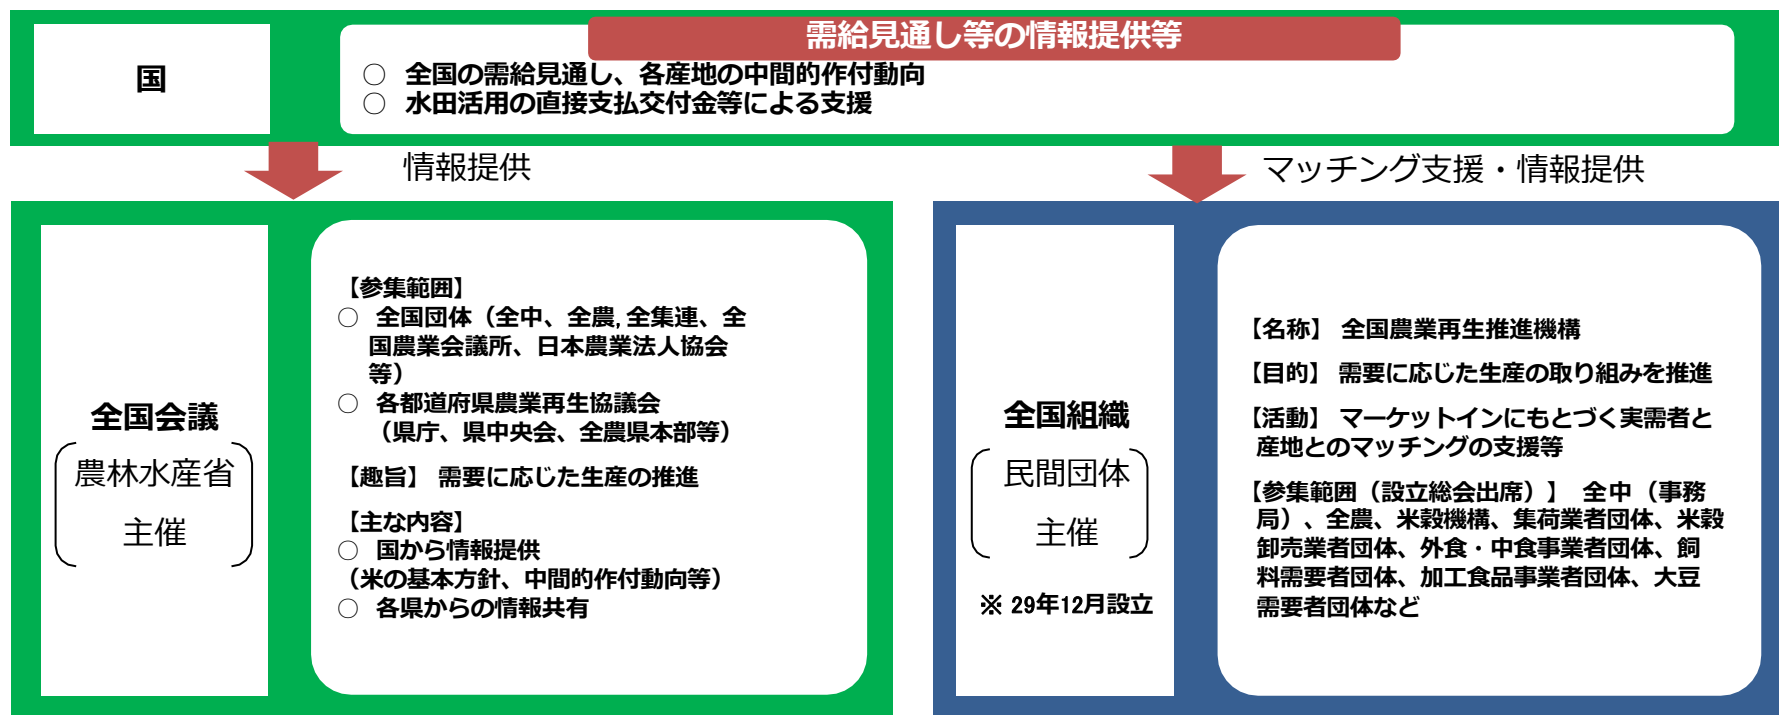 需給見通し等の情報提供等
国
○ 全国の需給見通し、各産地の中間的作付動向
○ 水田活用の直接支払交付金等による支援
情報提供
マッチング支援・情報提供
全国会議
農林水産省
主催
【参集範囲】
○ 全国団体（全中、全農,全集連、全
国農業会議所、日本農業法人協会
等）
○ 各都道府県農業再生協議会
（県庁、県中央会、全農県本部等）
【趣旨】 需要に応じた生産の推進
【主な内容】
○ 国から情報提供
（米の基本方針、中間的作付動向等）
○ 各県からの情報共有
全国組織
民間団体
主催
※ 29年12月設立
【名称】 全国農業再生推進機構
【目的】 需要に応じた生産の取り組みを推進
【活動】 マーケットインにもとづく実需者と
産地とのマッチングの支援等
【参集範囲（設立総会出席）】 全中（事務
局）、全農、米穀機構、集荷業者団体、米穀
卸売業者団体、外食・中食事業者団体、飼
料需要者団体、加工食品事業者団体、大豆
需要者団体など